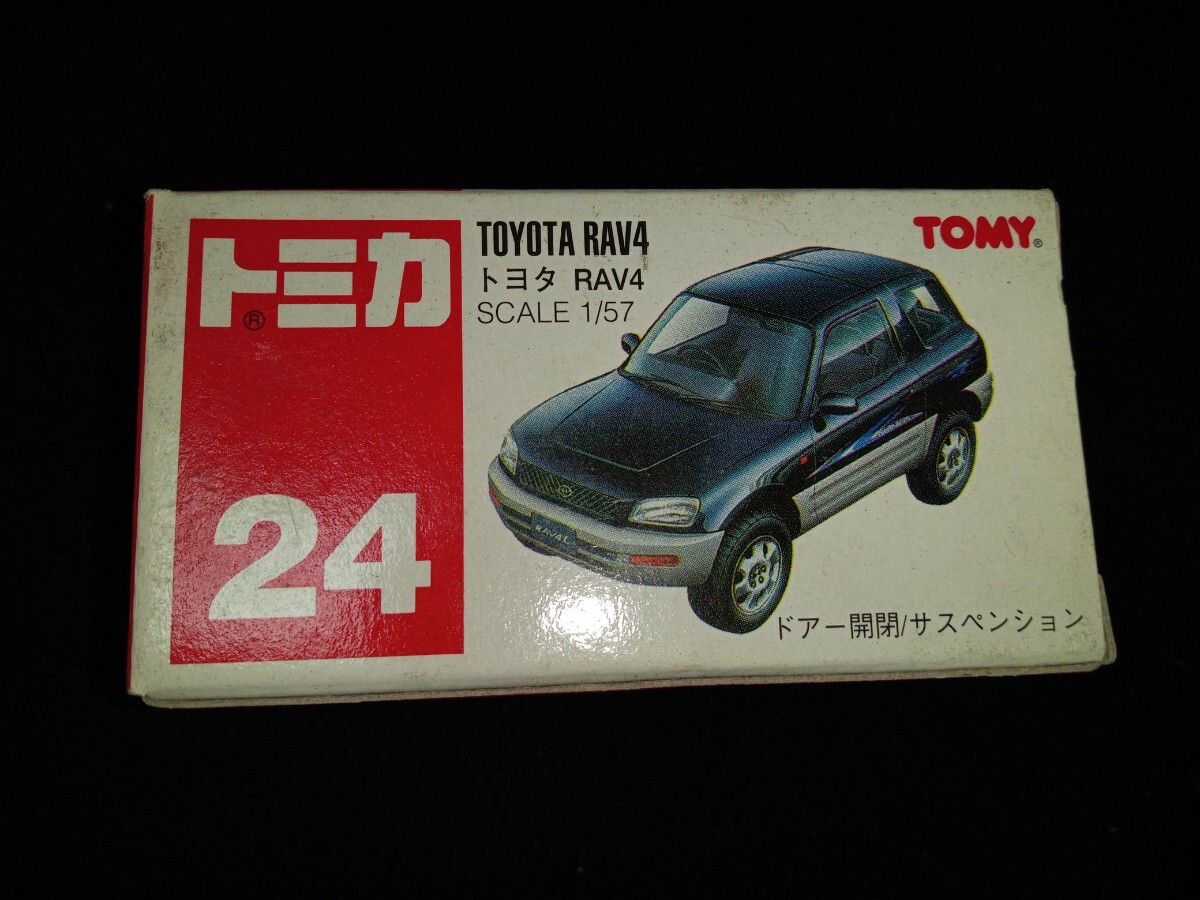 トミカ®
24
TOYOTA RAV4
トヨタ RAV4
SCALE 1/57
TOMY®
RAV4 L
ドアー開閉/サスペンション